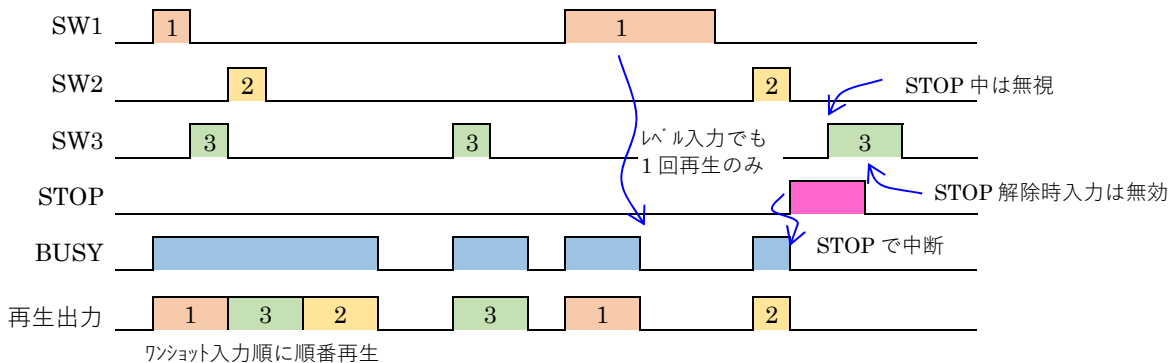 SW1 1 1
SW2 2 2 STOP 中は無視
SW3 3 3 ﾚﾍﾞﾙ入力でも 3
1 回再生のみ
STOP STOP 解除時入力は無効
BUSY STOP で中断
再生出力 1 3 2 3 1 2
ﾜﾝｼｮｯﾄ入力順に順番再生